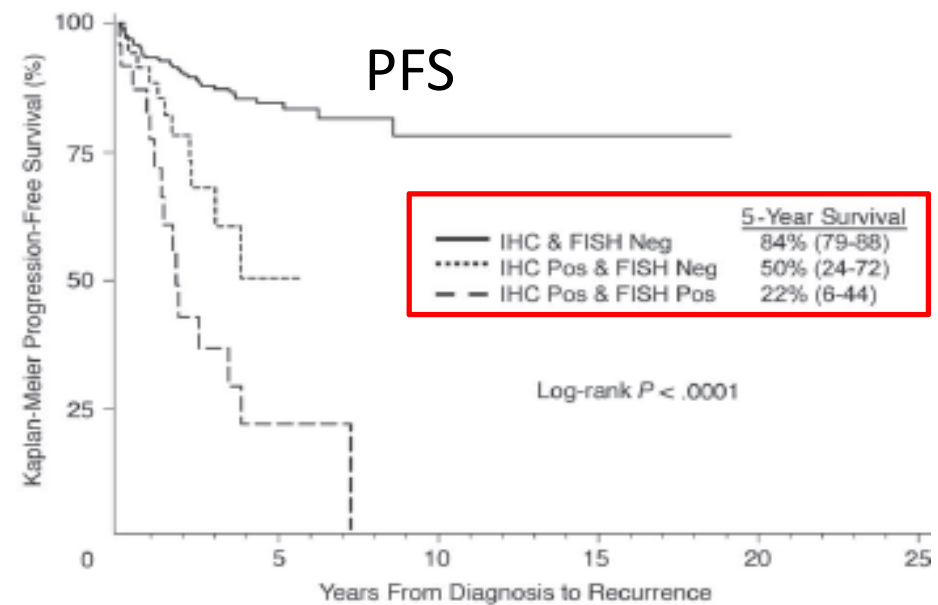 PFS
Kaplan-Meier Progression-Free Survival (%)
100
75
50
25
0
5-Year Survival
IHC & FISH Neg 84% (79-88)
IHC Pos & FISH Neg 50% (24-72)
IHC Pos & FISH Pos 22% (6-44)
Log-rank P < .0001
5 10 15 20 25
Years From Diagnosis to Recurrence